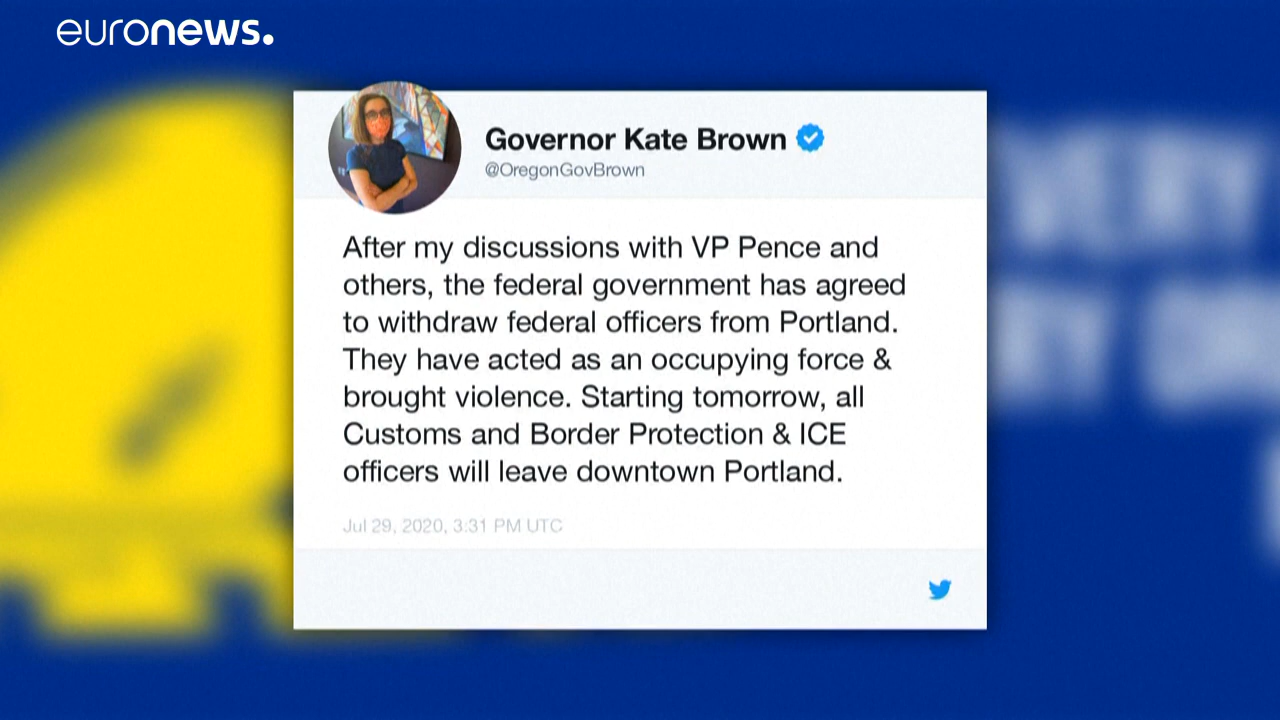 euronews.
Governor Kate Brown
@OregonGovBrown
After my discussions with VP Pence and
others, the federal government has agreed
to withdraw federal officers from Portland.
They have acted as an occupying force &
brought violence. Starting tomorrow, all
Customs and Border Protection & ICE
officers will leave downtown Portland.
Jul 29, 2020, 3:31 PM UTC